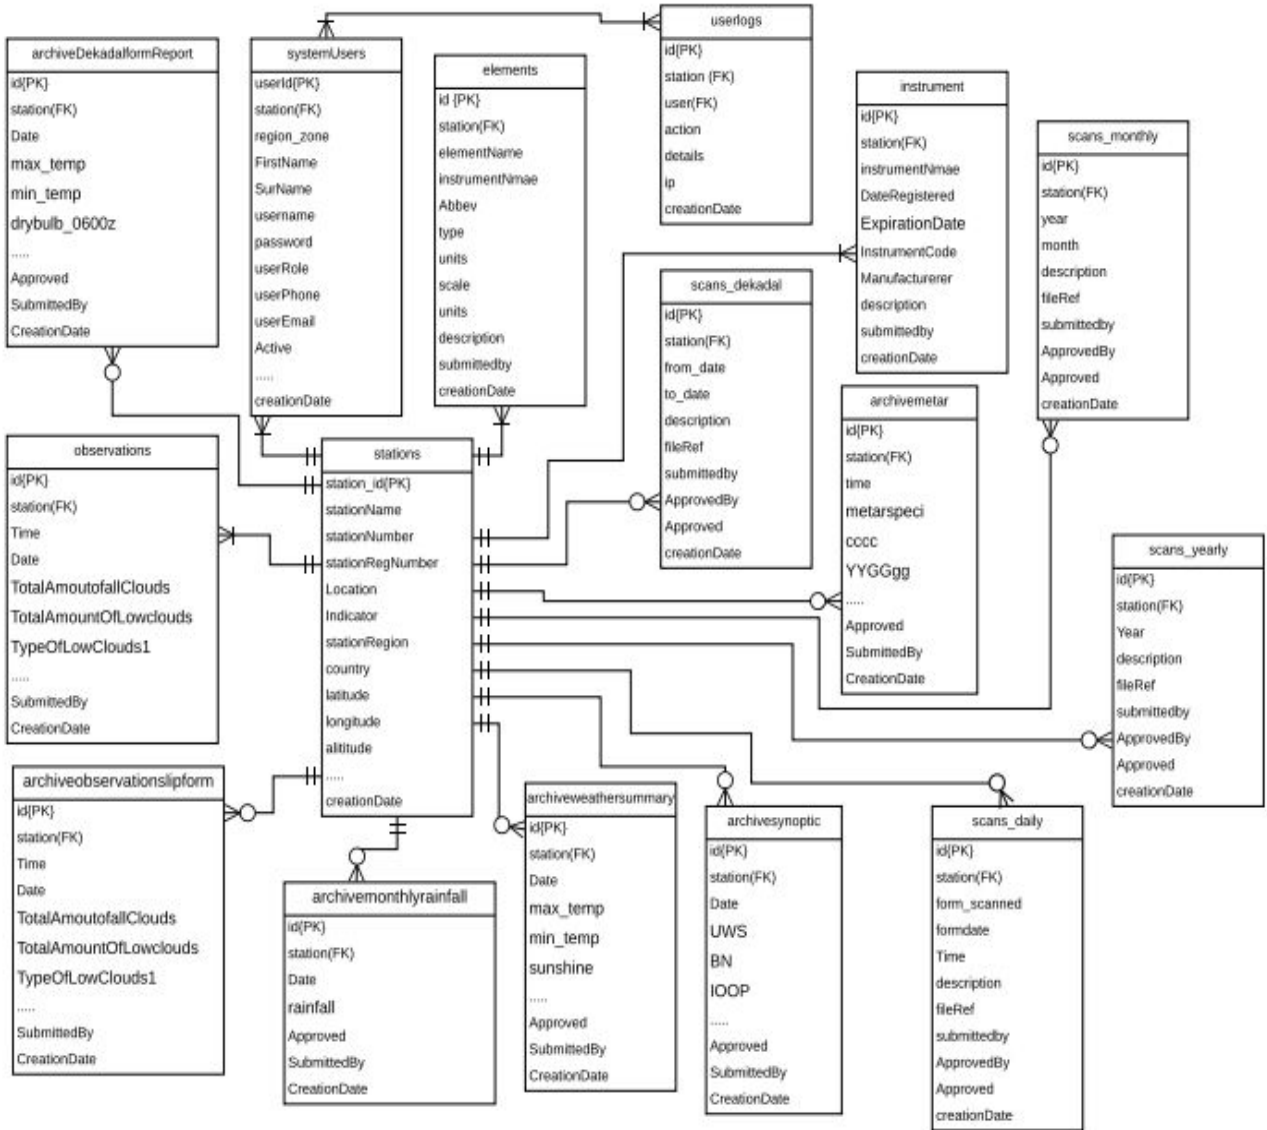 archiveDekadalformReport
id{PK}
station(FK)
Date
max_temp
min_temp
drybulb_0600z
.....
Approved
SubmittedBy
CreationDate
systemUsers
userId{PK}
station(FK)
region_zone
FirstName
SurName
username
password
userRole
userPhone
userEmail
Active
.....
creationDate
elements
id {PK}
station(FK)
elementName
instrumentNmae
Abbev
type
units
scale
units
description
submittedby
creationDate
userlogs
id{PK}
station (FK)
user(FK)
action
details
ip
creationDate
instrument
id{PK}
station(FK)
instrumentNmae
DateRegistered
ExpirationDate
InstrumentCode
Manufacturerer
description
submittedby
creationDate
scans_monthly
id{PK}
station(FK)
year
month
description
fileRef
submittedby
ApprovedBy
Approved
creationDate
scans_dekadal
id{PK}
station(FK)
from_date
to_date
description
fileRef
submittedby
ApprovedBy
Approved
creationDate
archivemetar
id{PK}
station(FK)
time
metarspeci
cccc
YYGGgg
.....
Approved
SubmittedBy
CreationDate
observations
id{PK}
station(FK)
Time
Date
TotalAmoutofallClouds
TotalAmountOfLowclouds
TypeOfLowClouds1
.....
SubmittedBy
CreationDate
stations
station_id{PK}
stationName
stationNumber
stationRegNumber
Location
Indicator
stationRegion
country
latitude
longitude
alititude
.....
creationDate
scans_yearly
id{PK}
station(FK)
Year
description
fileRef
submittedby
ApprovedBy
Approved
creationDate
archiveobservationslipform
id{PK}
station(FK)
Time
Date
TotalAmoutofallClouds
TotalAmountOfLowclouds
TypeOfLowClouds1
.....
SubmittedBy
CreationDate
archivemonthlyrainfall
id{PK}
station(FK)
Date
rainfall
Approved
SubmittedBy
CreationDate
archiveweathersummary
id{PK}
station(FK)
Date
max_temp
min_temp
sunshine
.....
Approved
SubmittedBy
CreationDate
archivesynoptic
id{PK}
station(FK)
Date
UWS
BN
IOOP
.....
Approved
SubmittedBy
CreationDate
scans_daily
id{PK}
station(FK)
form_scanned
formdate
Time
description
fileRef
submittedby
ApprovedBy
Approved
creationDate